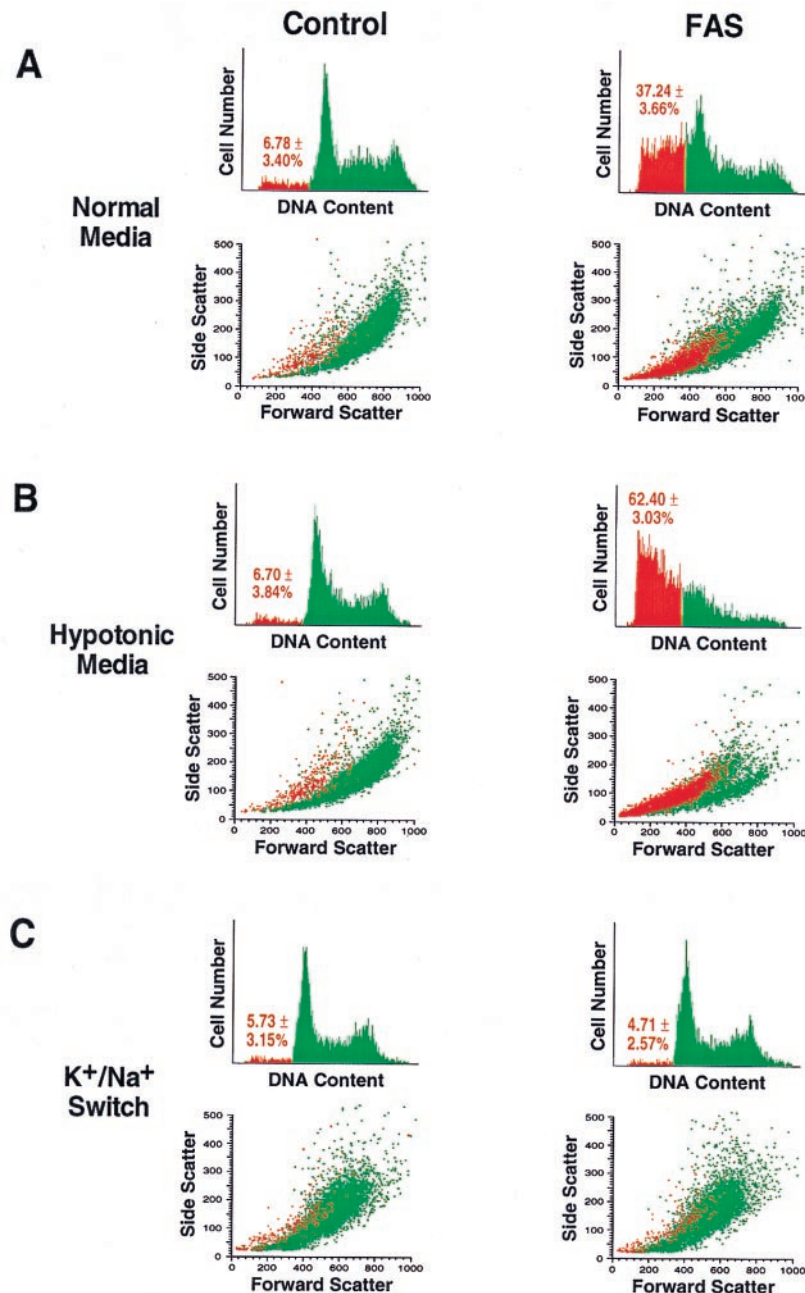 Control FAS
A
Cell Number
6.78 ±
3.40%
DNA Content
Cell Number
37.24 ±
3.66%
DNA Content
Normal
Media
Side Scatter
500
400
300
200
100
0
0 200 400 600 800 1000
Forward Scatter
Side Scatter
500
400
300
200
100
0
0 200 400 600 800 1000
Forward Scatter
B
Cell Number
6.70 ±
3.84%
DNA Content
Cell Number
62.40 ±
3.03%
DNA Content
Hypotonic
Media
Side Scatter
500
400
300
200
100
0
0 200 400 600 800 1000
Forward Scatter
Side Scatter
500
400
300
200
100
0
0 200 400 600 800 1000
Forward Scatter
C
Cell Number
5.73 ±
3.15%
DNA Content
Cell Number
4.71 ±
2.57%
DNA Content
K+/Na+
Switch
Side Scatter
500
400
300
200
100
0
0 200 400 600 800 1000
Forward Scatter
Side Scatter
500
400
300
200
100
0
0 200 400 600 800 1000
Forward Scatter